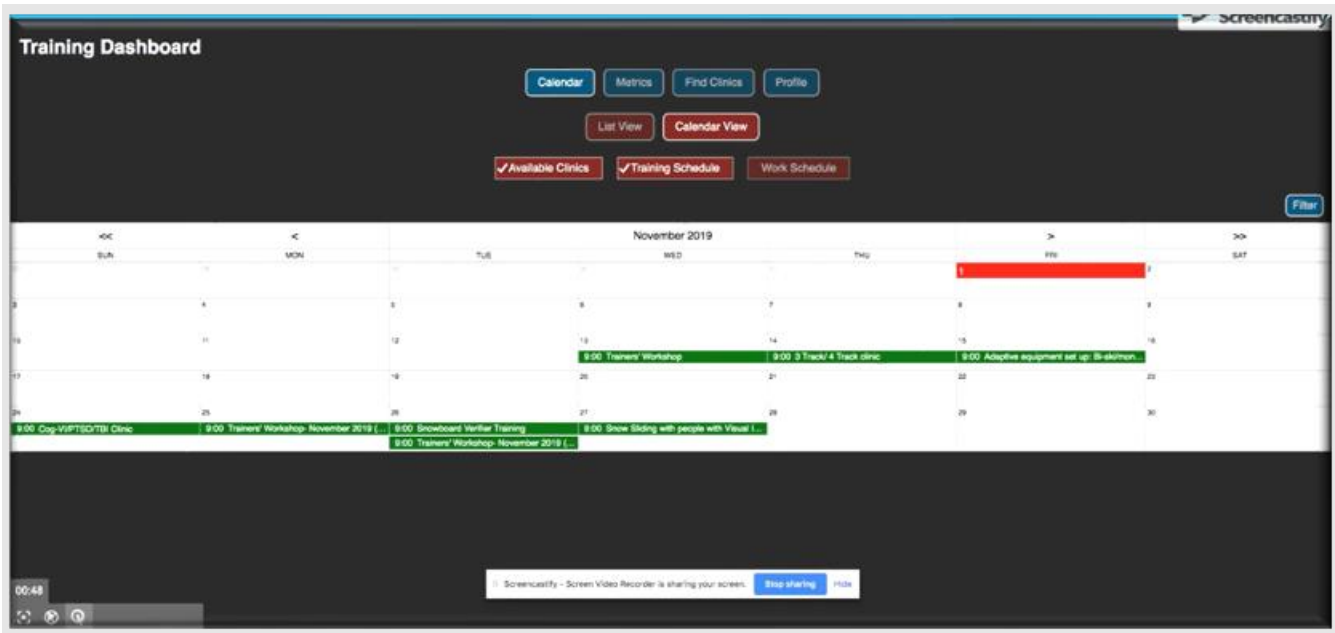 Screencastify
Training Dashboard
Calendar Metrics Find Clinics Profile
List View Calendar View
✓Available Clinics ✓Training Schedule Work Schedule
Filter
<< < November 2019 > >>
SUN MON TUE WED THU FRI SAT
1 2
3 4 5 6 7 8 9
10 11 12 13 14 15 16
9:00 Trainers' Workshop 9:00 3 Track/ 4 Track clinic 9:00 Adaptive equipment set up: Bi-ski/mon...
17 18 19 20 21 22 23
24 25 26 27 28 29 30
9:00 Cog-VI/PTSD/TBI Clinic 9:00 Trainers' Workshop- November 2019 (... 9:00 Snowboard Verifier Training 9:00 Snow Sliding with people with Visual I...
9:00 Trainers' Workshop- November 2019 (...
Screencastify - Screen Video Recorder is sharing your screen. Stop sharing Hide
00:48